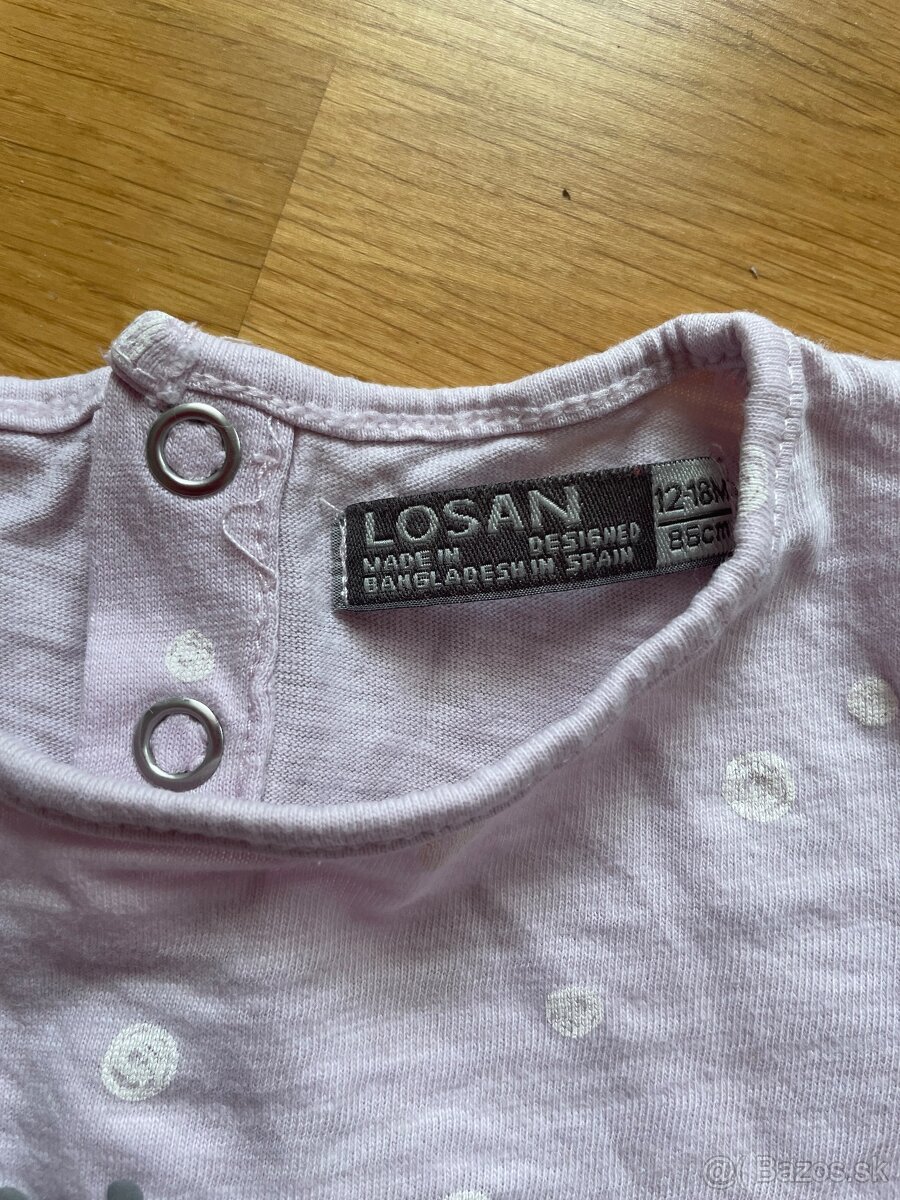 LOSAN
MADE IN DESIGNED
BANGLADESH IN SPAIN
12-18M
86cm
@ Bazos.sk